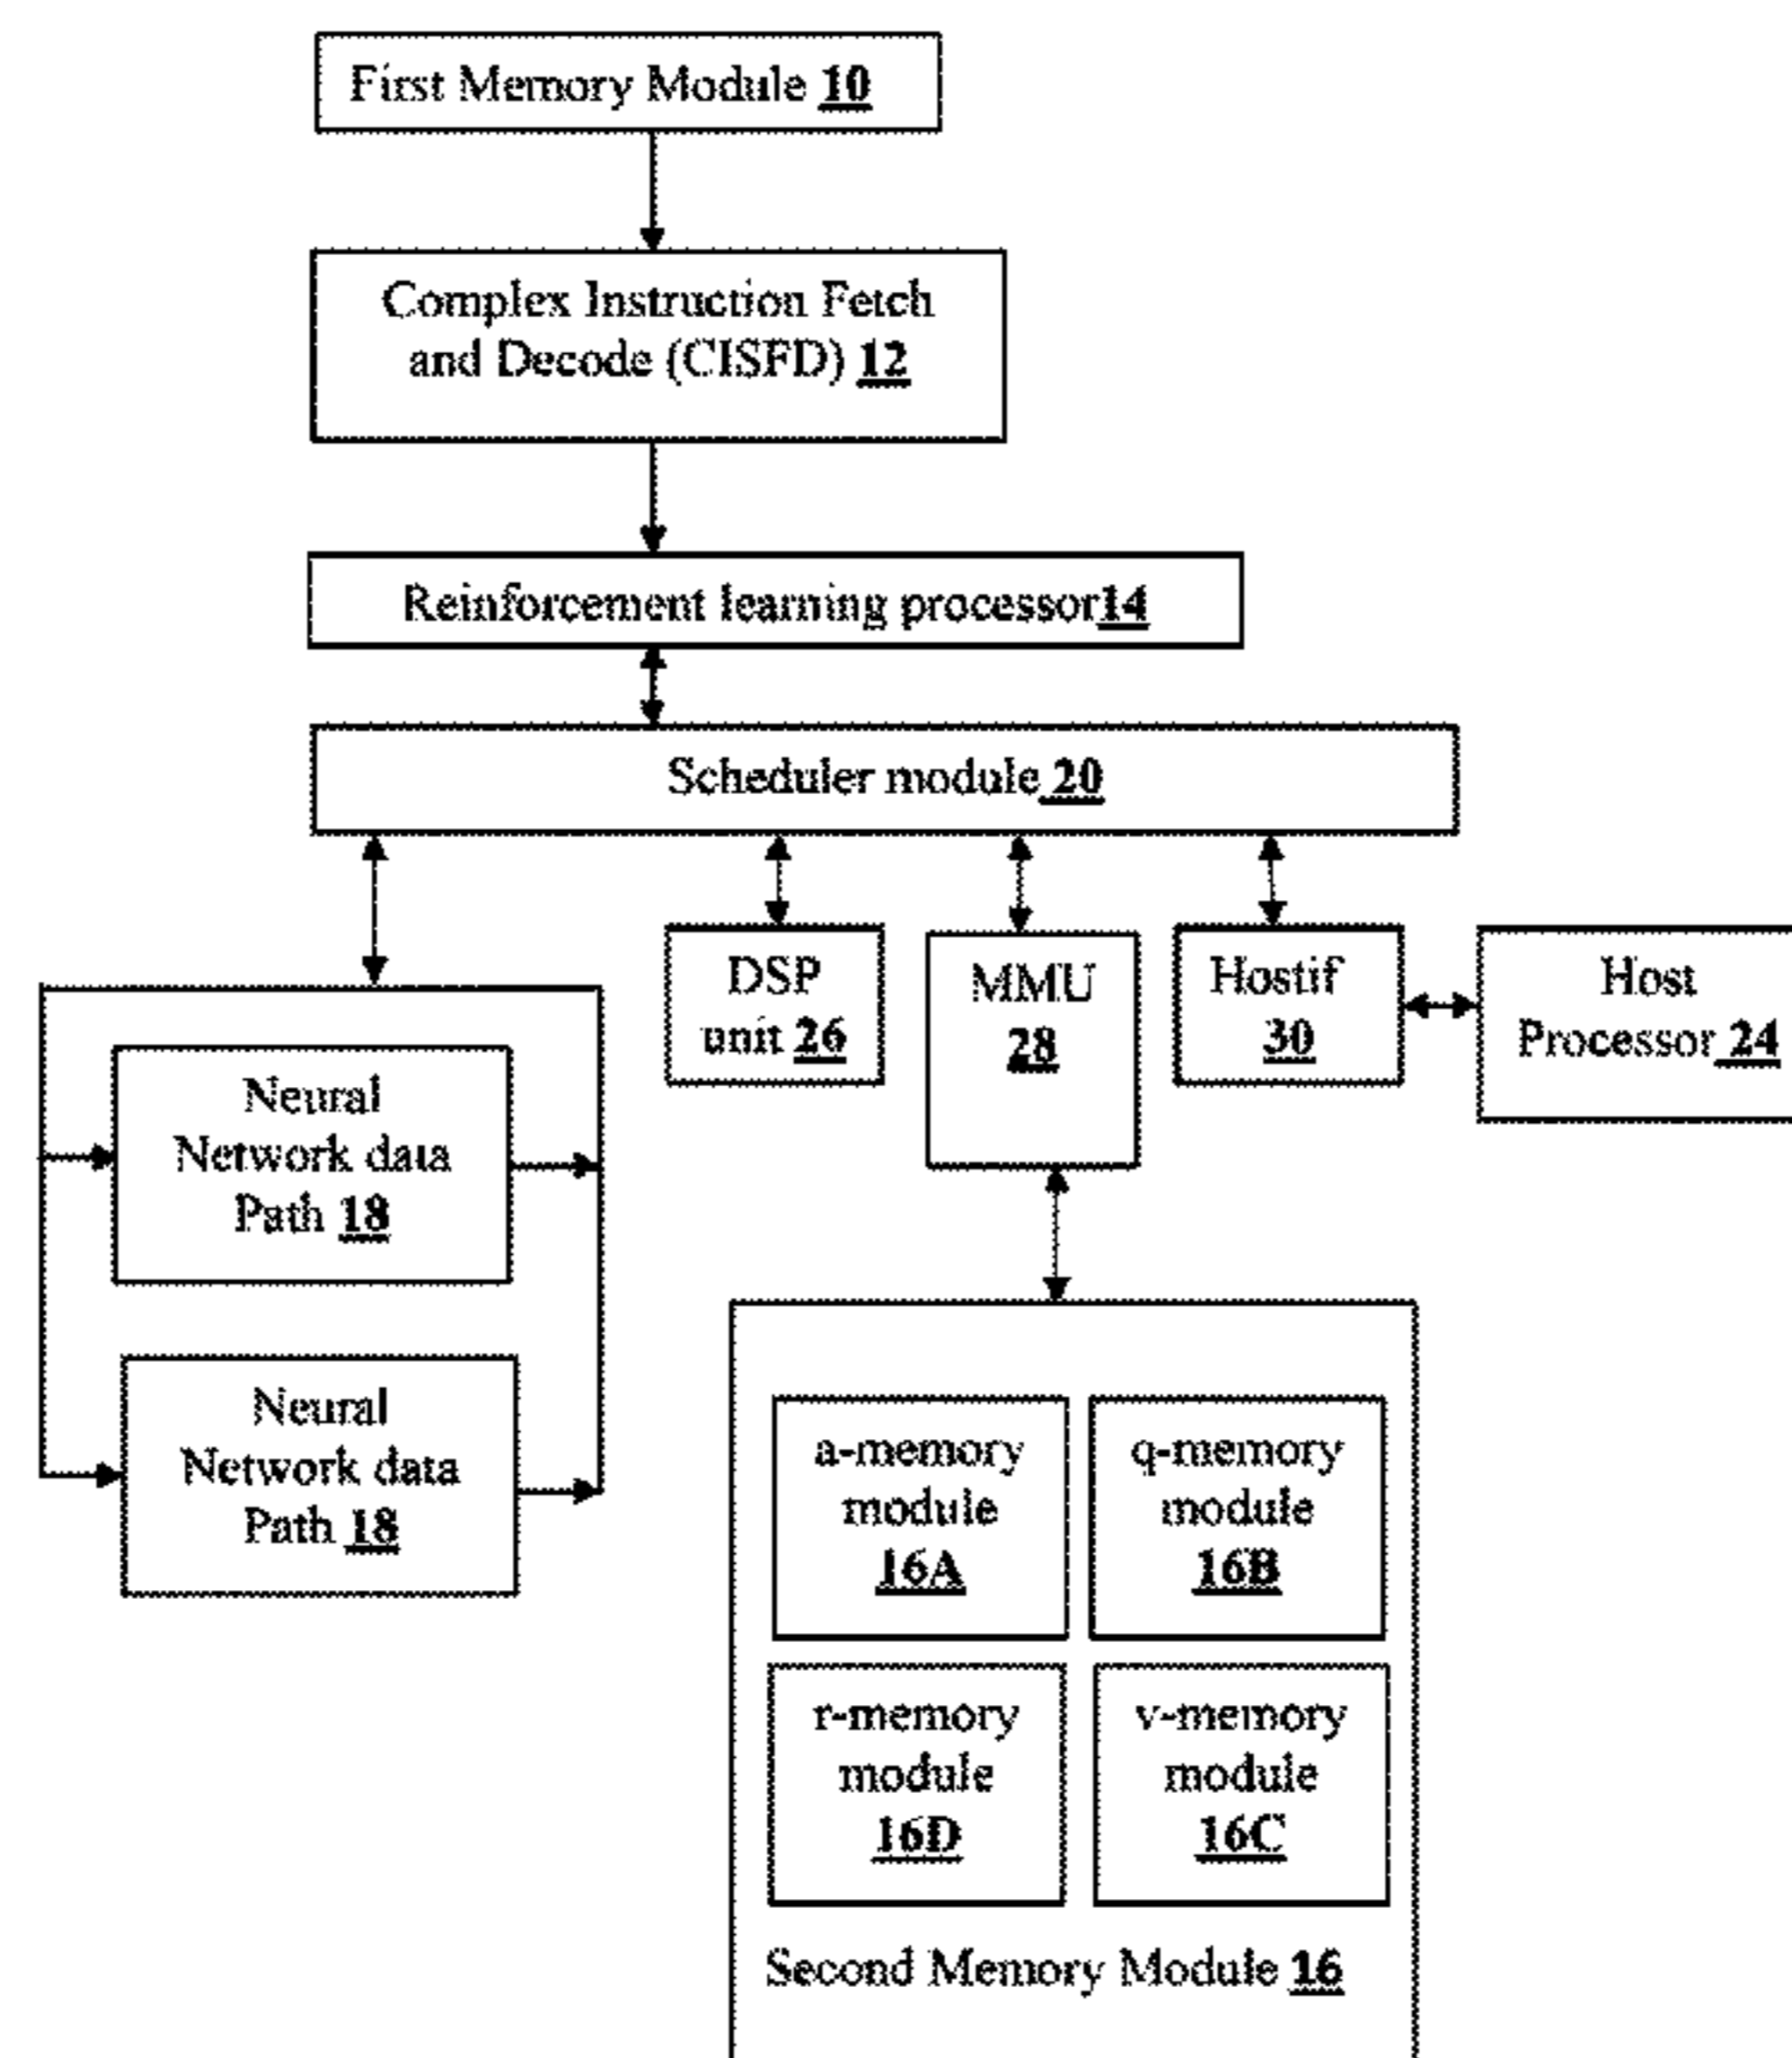 First Memory Module 10
Complex Instruction Fetch
and Decode (CISFD) 12
Reinforcement learning processor14
Scheduler module 20
DSP
unit 26
MMU
28
Hostif
30
Host
Processor 24
Neural
Network data
Path 18
Neural
Network data
Path 18
a-memory
module
16A
q-memory
module
16B
r-memory
module
16D
v-memory
module
16C
Second Memory Module 16